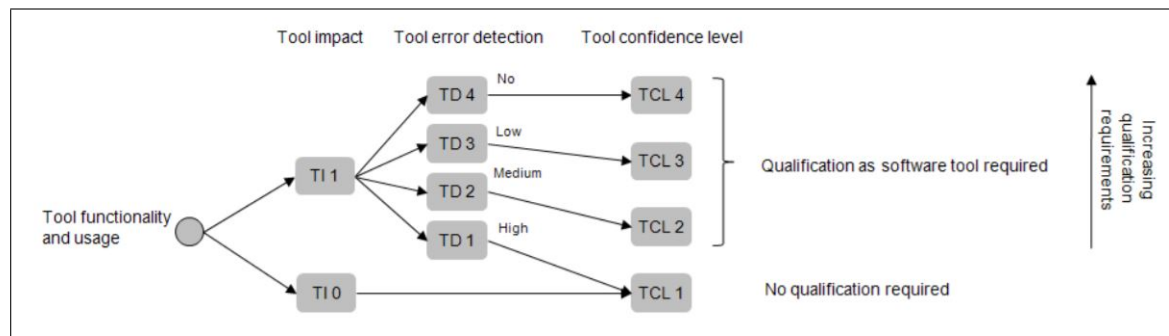 Tool impact
Tool error detection
Tool confidence level
No
TD 4
TCL 4
Low
TD 3
TCL 3
TI 1
Medium
TD 2
TCL 2
Qualification as software tool required
Increasing
qualification
requirements
Tool functionality
and usage
High
TD 1
TI 0
TCL 1
No qualification required